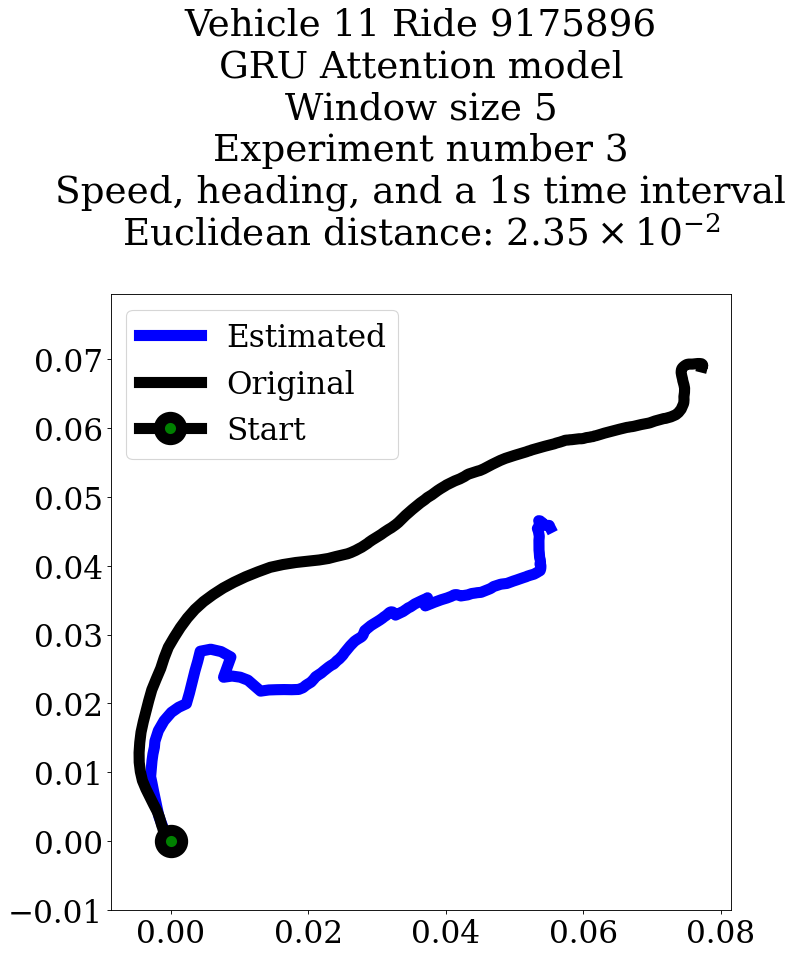 Vehicle 11 Ride 9175896
GRU Attention model
Window size 5
Experiment number 3
Speed, heading, and a 1s time interval
Euclidean distance: 2.35 × 10⁻²
Estimated
Original
Start
0.07
0.06
0.05
0.04
0.03
0.02
0.01
0.00
−0.01
0.00 0.02 0.04 0.06 0.08